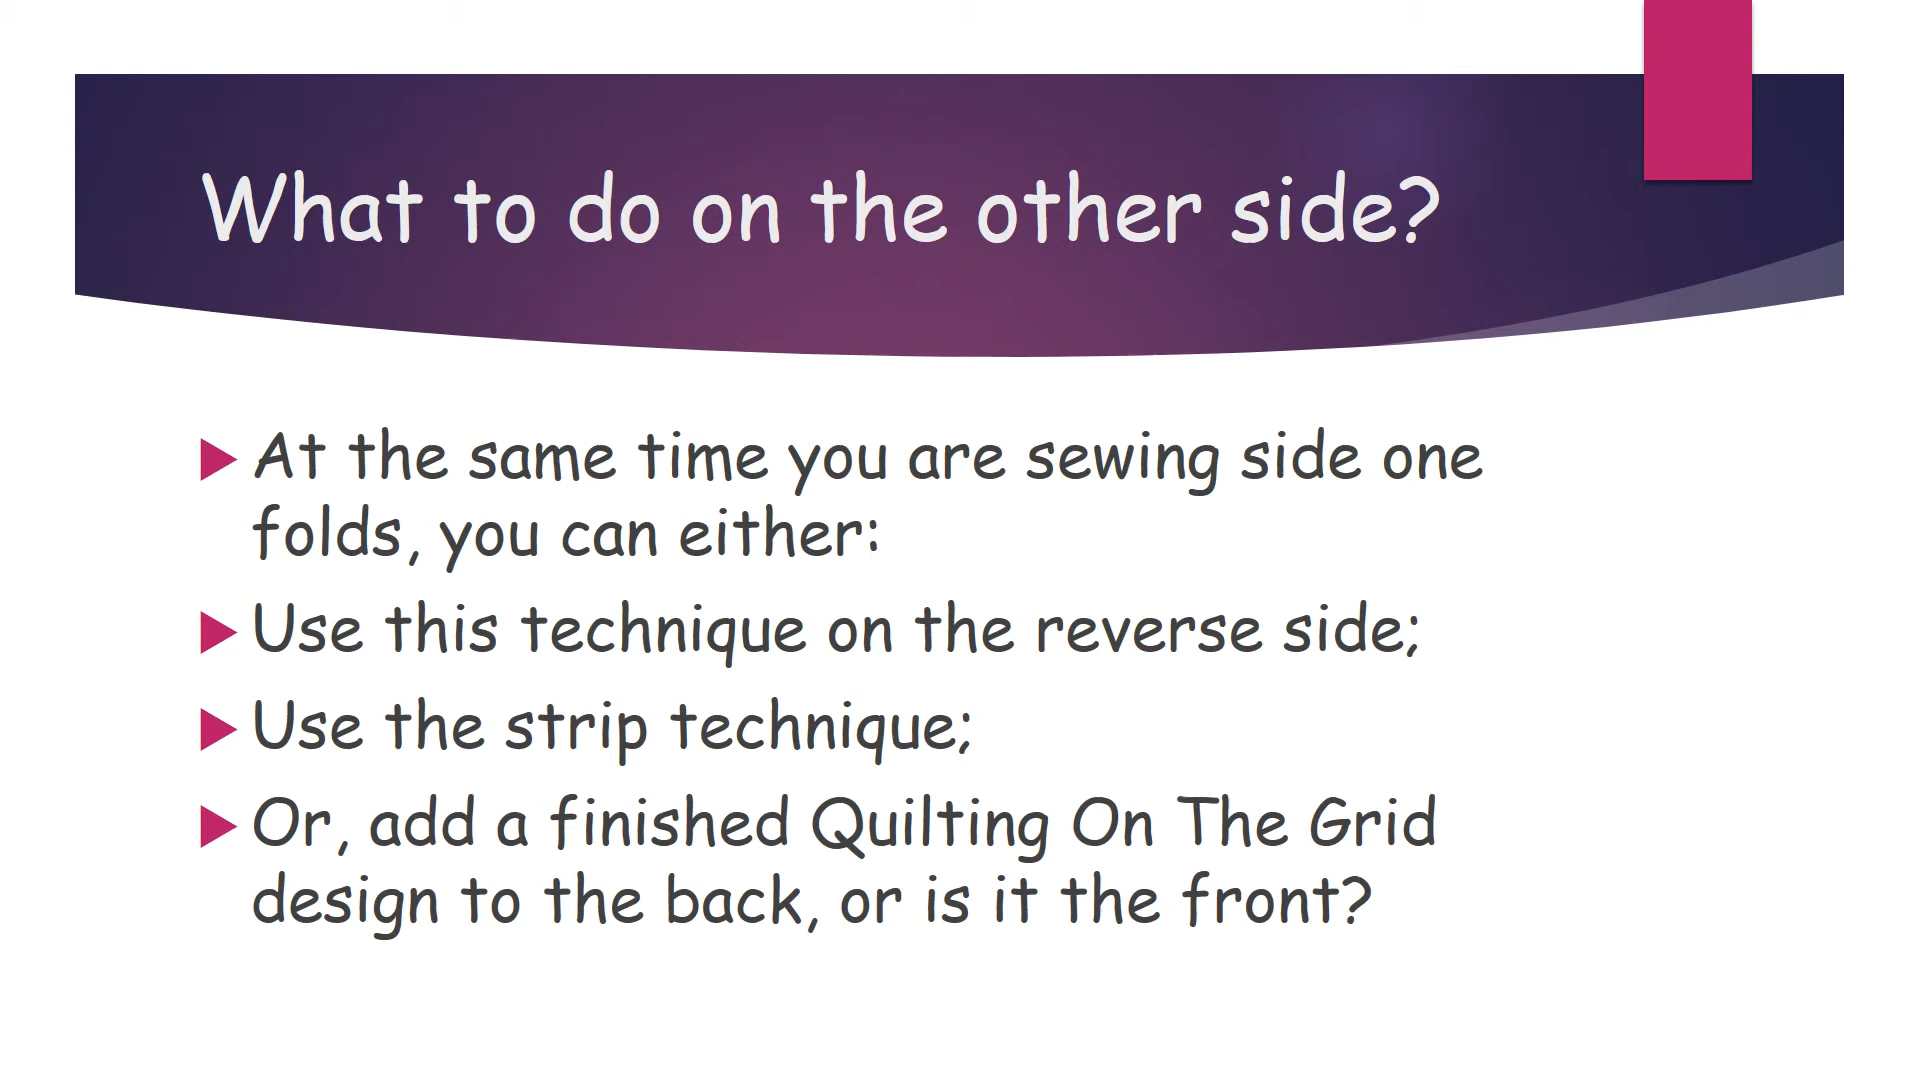 What to do on the other side?
At the same time you are sewing side one
folds, you can either:
Use this technique on the reverse side;
Use the strip technique;
Or, add a finished Quilting On The Grid
design to the back, or is it the front?